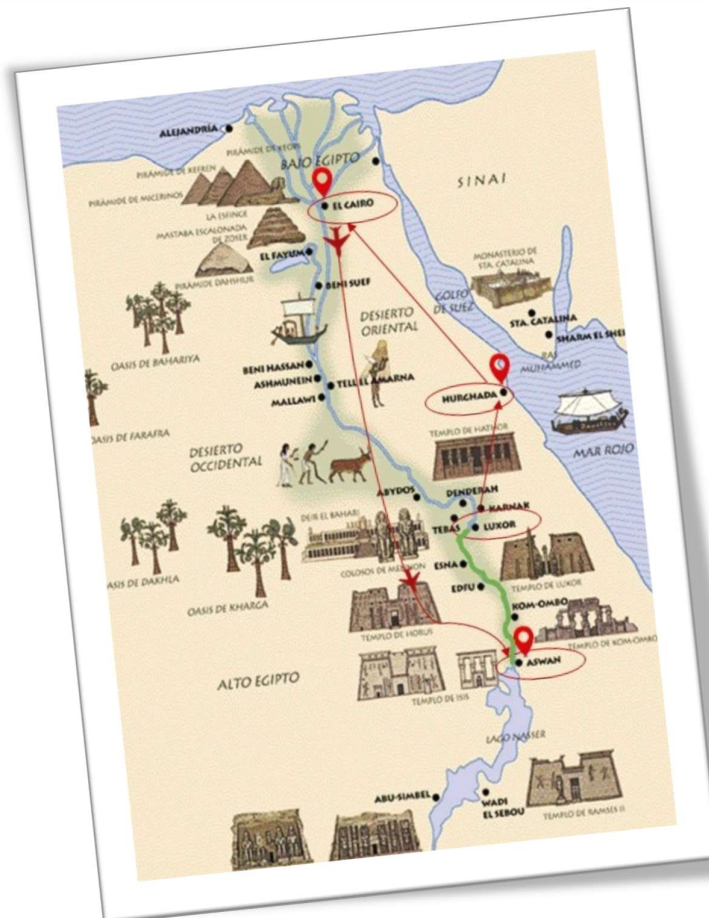 ALEJANDRÍA
PIRÁMIDE DE KEOPS
BAJO EGIPTO
PIRÁMIDE DE KEFREN
PIRÁMIDE DE MICERINOS
SINAI
EL CAIRO
LA ESFINGE
MASTABA ESCALONADA
DE ZOSER
EL FAYUM
PIRÁMIDE DAHSHUR
BENI SUEF
MONASTERIO DE
STA. CATALINA
GOLFO
DE SUEZ
DESIERTO
ORIENTAL
STA. CATALINA
SHARM EL SHEI
RAS
MUHAMMED
OASIS DE BAHARIYA
BENI HASSAN
ASHMUNEIN
TELL EL AMARNA
MALLAWI
HURGHADA
OASIS DE FARAFRA
TEMPLO DE HATHOR
MAR ROJO
DESIERTO
OCCIDENTAL
ABYDOS
DENDERAH
KARNAK
TEBAS
LUXOR
DEIR EL BAHARI
COLOSOS DE MEMNON
ESNA
TEMPLO DE LUXOR
ASIS DE DAKHLA
OASIS DE KHARGA
EDFU
KOM-OMBO
TEMPLO DE HORUS
TEMPLO DE KOM-OMBO
ASWAN
ALTO EGIPTO
TEMPLO DE ISIS
LAGO NASSER
ABU-SIMBEL
WADI
EL SEBOU
TEMPLO DE RAMSES II